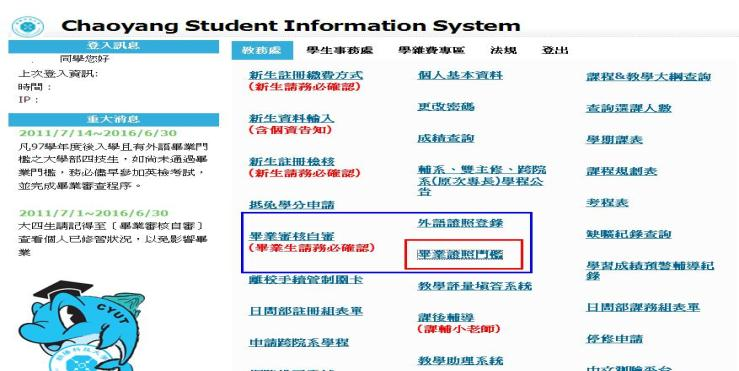 Chaoyang Student Information System
登入訊息
同學您好
上次登入資訊:
時間:
IP:
重大消息
2011/7/14~2016/6/30
凡97學年度後入學且有外語畢業門
檻之大學部四技生,如尚未通過畢
業門檻,務必儘早參加英檢考試,
並完成畢業審查程序。
2011/7/1~2016/6/30
大四生請記得至〔畢業審核自審〕
查看個人已修習狀況,以免影響畢
業
CYUT
教務處 學生事務處 學雜費專區 法規 登出
新生註冊繳費方式
(新生請務必確認)
新生資料輸入
(含個資告知)
新生註冊檢核
(新生請務必確認)
抵免學分申請
畢業審核自審
(畢業生請務必確認)
離校手續管制關卡
日間部註冊組表單
申請跨院系學程
個人基本資料
更改密碼
成績查詢
輔系、雙主修、跨院
系(原次專長)學程公
告
外語證照登錄
畢業證照門檻
教學評量填答系統
課後輔導
(課輔小老師)
教學助理系統
課程&教學大綱查詢
查詢選課人數
學期課表
課程規劃表
考程表
缺曠紀錄查詢
學習成績預警輔導紀
錄
日間部課務組表單
停修申請